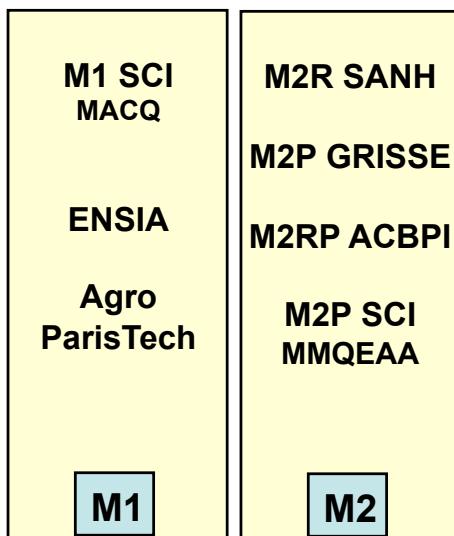 M1 SCI
MACQ
ENSIA
Agro
ParisTech
M1
M2R SANH
M2P GRISSE
M2RP ACBPI
M2P SCI
MMQEAA
M2